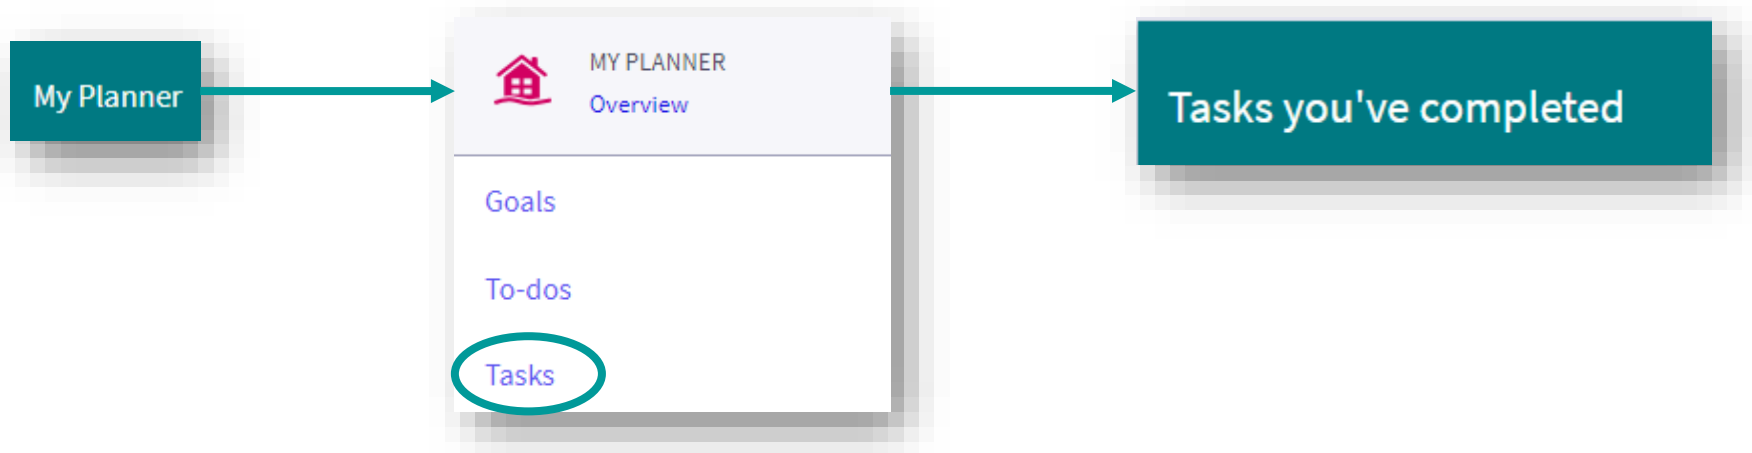 My Planner
MY PLANNER
Overview
Goals
To-dos
Tasks
Tasks you've completed